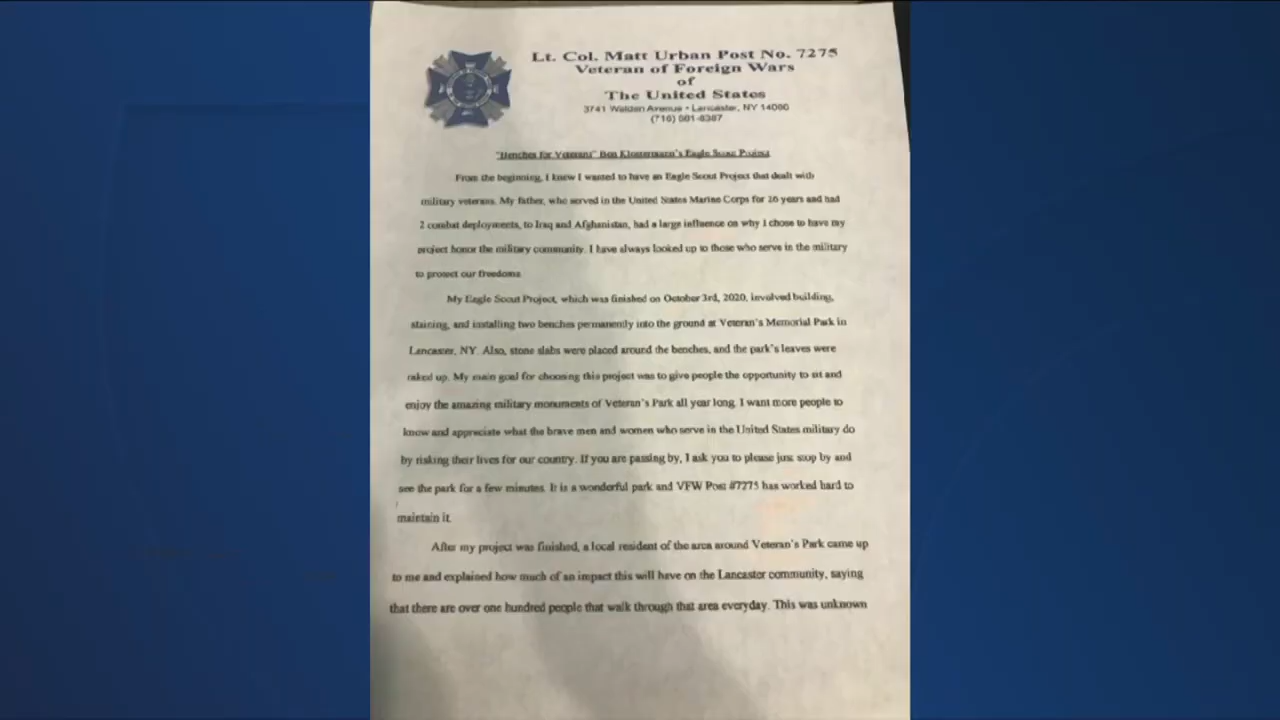 Lt. Col. Matt Urban Post No. 7275
Veteran of Foreign Wars
of
The United States
3741 Walden Avenue • Lancaster, NY 14086
(716)
"Benches for Veterans" Ben Klostermann's Eagle Scout Project
From the beginning, I knew I wanted to have an Eagle Scout Project that dealt with
military veterans. My father, who served in the United States Marine Corps for 26 years and had
2 combat deployments, to Iraq and Afghanistan, had a large influence on why I chose to have my
project honor the military community. I have always looked up to those who serve in the military
to protect our freedoms.
My Eagle Scout Project, which was finished on October 3rd, 2020, involved building,
staining, and installing two benches permanently into the ground at Veteran's Memorial Park in
Lancaster, NY. Also, stone slabs were placed around the benches, and the park's leaves were
raked up. My main goal for choosing this project was to give people the opportunity to sit and
enjoy the amazing military monuments of Veteran's Park all year long. I want more people to
know and appreciate what the brave men and women who serve in the United States military do
by risking their lives for our country. If you are passing by, I ask you to please just stop by and
see the park for a few minutes. It is a wonderful park and VFW Post #7275 has worked hard to
maintain it.
After my project was finished, a local resident of the area around Veteran's Park came up
to me and explained how much of an impact this will have on the Lancaster community, saying
that there are over one hundred people that walk through that area everyday. This was unknown